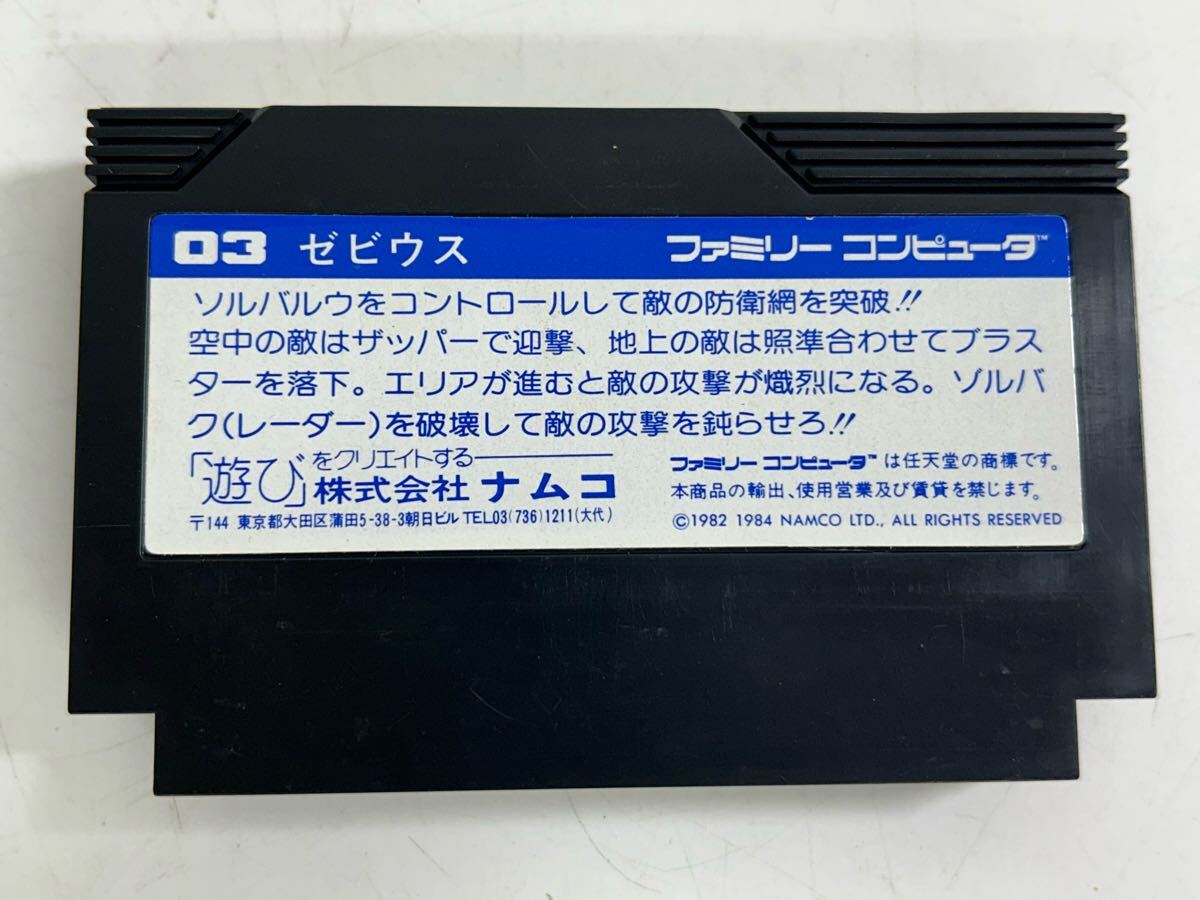 03 ゼビウス ファミリー コンピュータ™
ソルバルウをコントロールして敵の防衛網を突破!!
空中の敵はザッパーで迎撃、地上の敵は照準合わせてブラス
ターを落下。エリアが進むと敵の攻撃が熾烈になる。ゾルバ
ク(レーダー)を破壊して敵の攻撃を鈍らせろ!!
「遊び」をクリエイトする
株式会社 ナムコ
〒144 東京都大田区蒲田5-38-3朝日ビル TEL03(736)1211(大代)
ファミリー コンピュータ™ は任天堂の商標です。
本商品の輸出、使用営業及び賃貸を禁じます。
©1982 1984 NAMCO LTD., ALL RIGHTS RESERVED